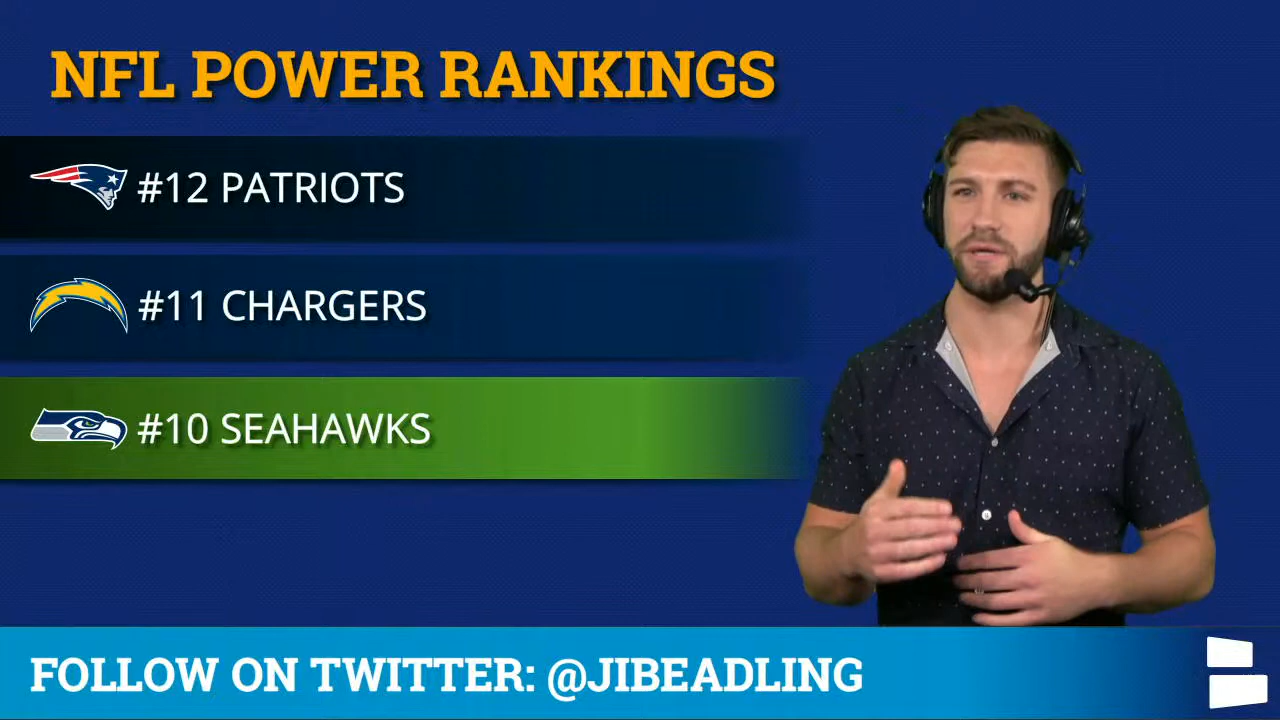 NFL POWER RANKINGS
#12 PATRIOTS
#11 CHARGERS
#10 SEAHAWKS
FOLLOW ON TWITTER: @JIBEADLING